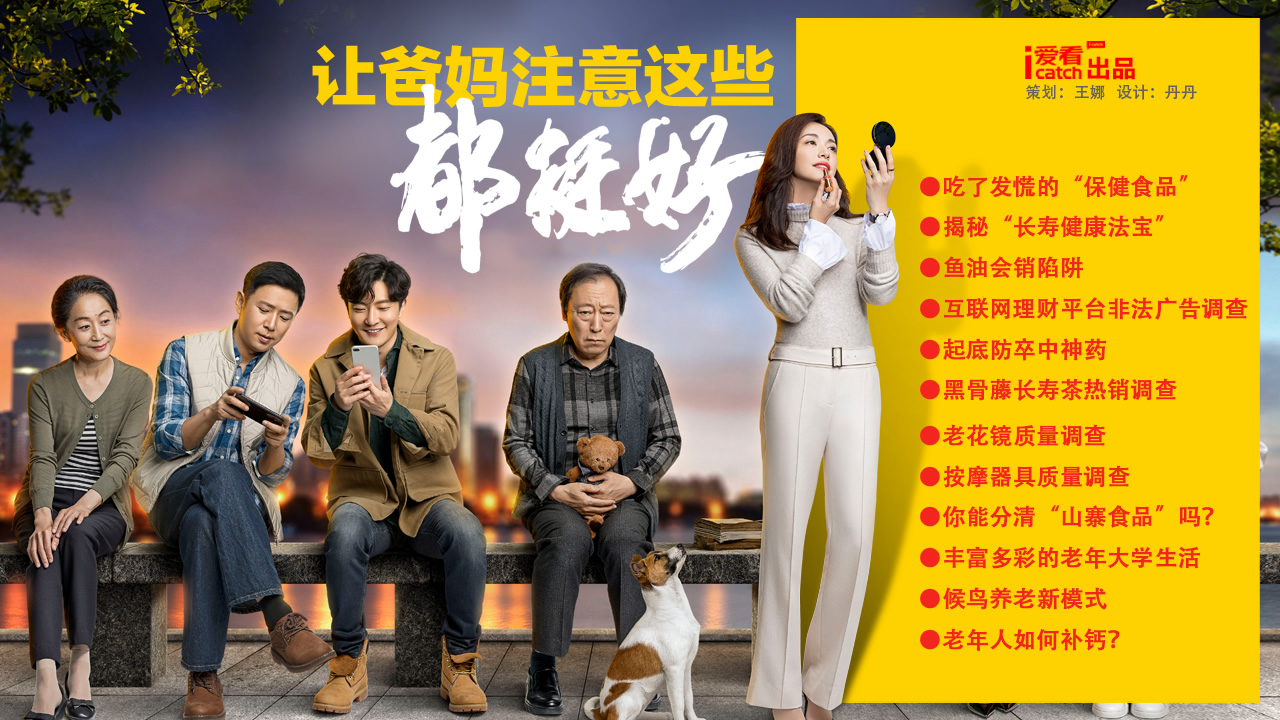 让爸妈注意这些
都挺好
i爱看
catch
出品
策划：王娜 设计：丹丹
●吃了发慌的“保健食品”
●揭秘“长寿健康法宝”
●鱼油会销陷阱
●互联网理财平台非法广告调查
●起底防卒中神药
●黑骨藤长寿茶热销调查
●老花镜质量调查
●按摩器具质量调查
●你能分清“山寨食品”吗?
●丰富多彩的老年大学生活
●候鸟养老新模式
●老年人如何补钙?